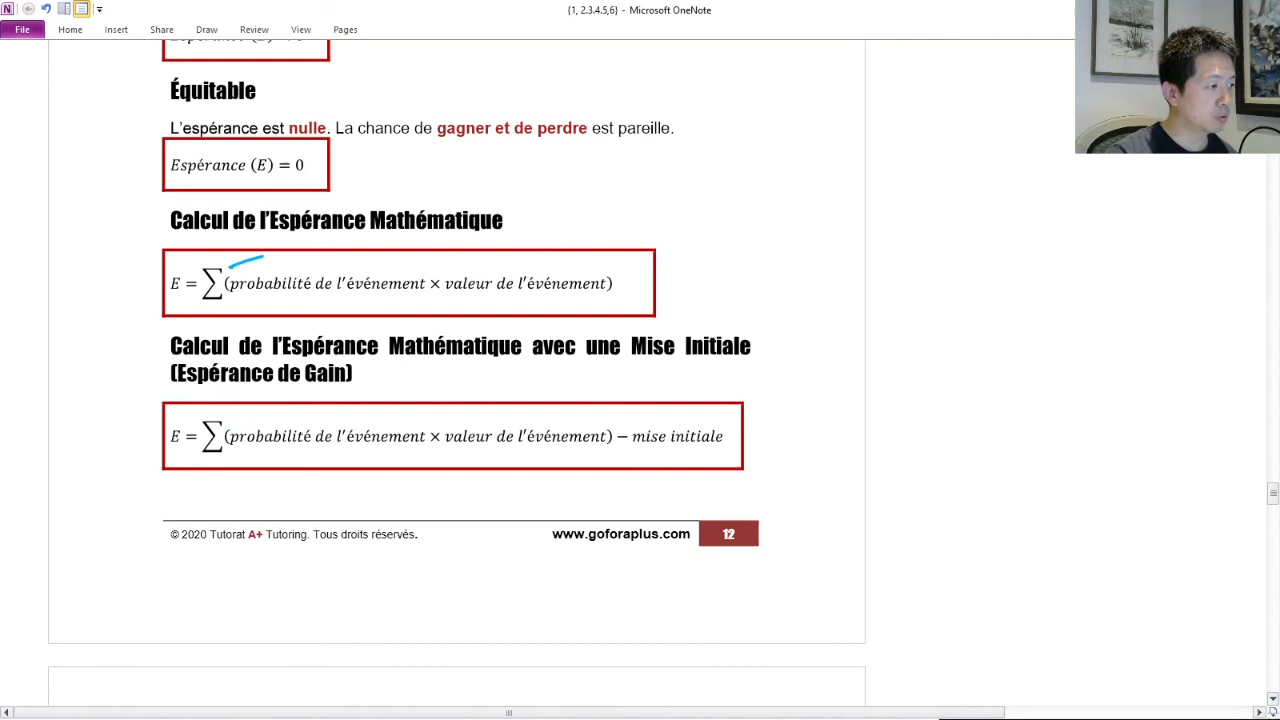 {1, 2.3.4.5,6} - Microsoft OneNote
File Home Insert Share Draw Review View Pages
Équitable
L'espérance est nulle. La chance de gagner et de perdre est pareille.
Espérance (E) = 0
Calcul de l'Espérance Mathématique
E = ∑(probabilité de l'événement × valeur de l'événement)
Calcul de l'Espérance Mathématique avec une Mise Initiale
(Espérance de Gain)
E = ∑(probabilité de l'événement × valeur de l'événement) − mise initiale
© 2020 Tutorat A+ Tutoring. Tous droits réservés. www.goforaplus.com 12